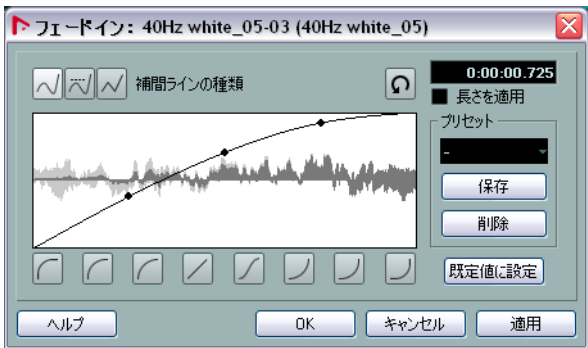 フェードイン: 40Hz white_05-03 (40Hz white_05)
補間ラインの種類
0:00:00.725
長さを適用
プリセット
-
保存
削除
既定値に設定
ヘルプ
OK
キャンセル
適用